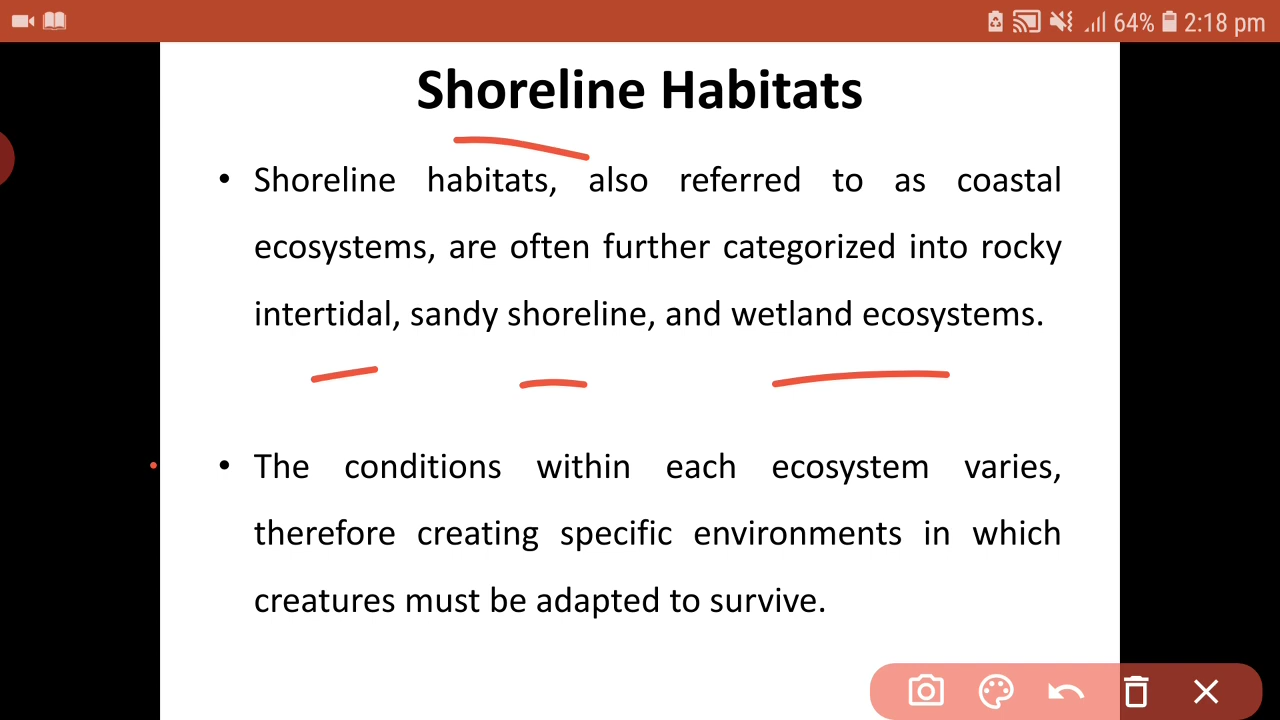 64% 2:18 pm
Shoreline Habitats
• Shoreline habitats, also referred to as coastal
ecosystems, are often further categorized into rocky
intertidal, sandy shoreline, and wetland ecosystems.
• The conditions within each ecosystem varies,
therefore creating specific environments in which
creatures must be adapted to survive.